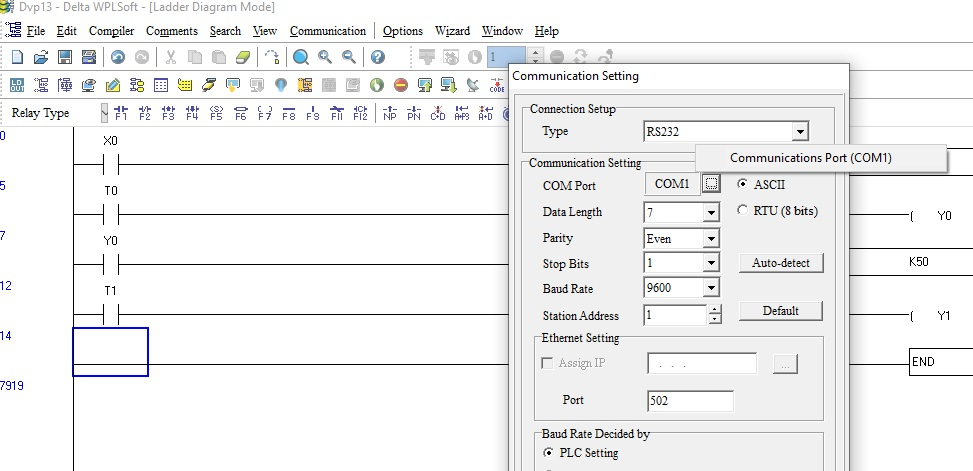 Dvp13 - Delta WPLSoft - [Ladder Diagram Mode]
File Edit Compiler Comments Search View Communication Options Wizard Window Help
1
LD OUT CODE
Relay Type F1 F2 F3 F4 F5 F6 F7 F8 F9 F11 F12 NP PN
Communication Setting
Connection Setup
Type RS232
Communications Port (COM1)
Communication Setting
COM Port COM1 ASCII
Data Length 7 RTU (8 bits)
Parity Even
Stop Bits 1 Auto-detect
Baud Rate 9600
Station Address 1 Default
Ethernet Setting
Assign IP . . . ...
Port 502
Baud Rate Decided by
PLC Setting
0
X0
5
T0
( Y0
7
Y0
K50
12
T1
( Y1
14
END
7919